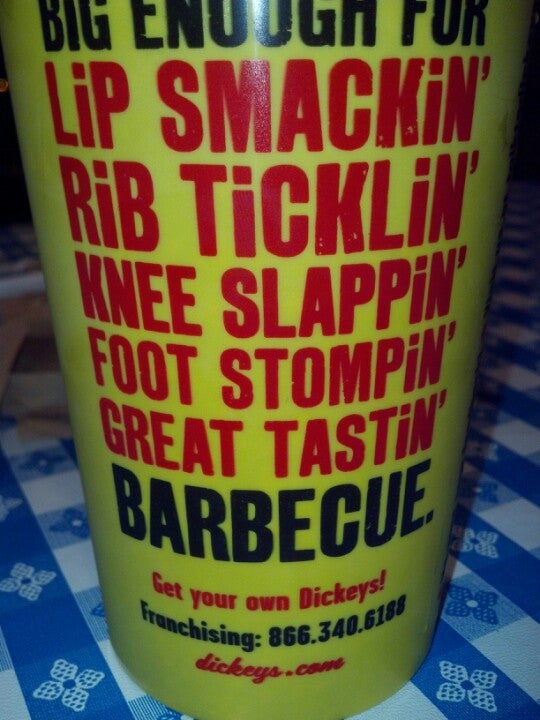 BIG ENOUGH FOR
LiP SMACKiN'
RiB TiCKLiN'
KNEE SLAPPiN'
FOOT STOMPiN'
GREAT TASTiN'
BARBECUE.
Get your own Dickeys!
Franchising: 866.340.6188
dickeys.com